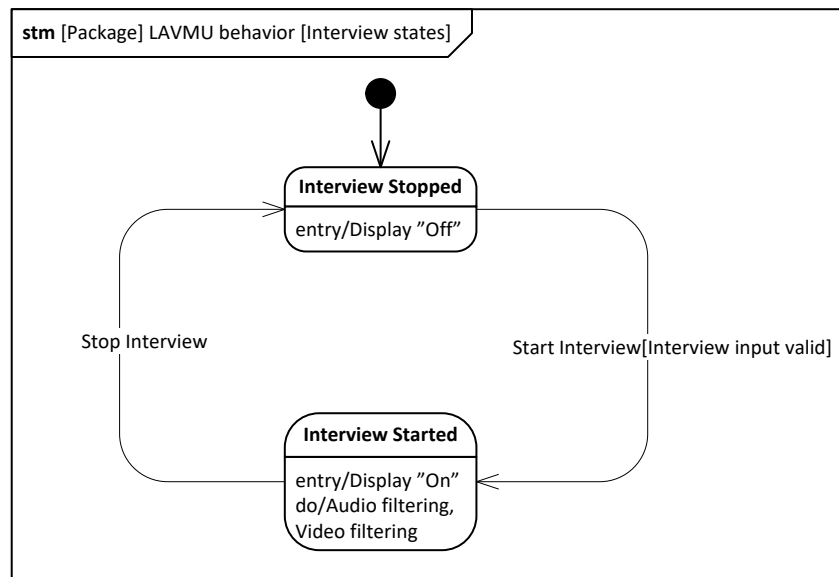 stm [Package] LAVMU behavior [Interview states]
Interview Stopped
entry/Display ”Off”
Stop Interview
Start Interview[Interview input valid]
Interview Started
entry/Display ”On”
do/Audio filtering,
Video filtering